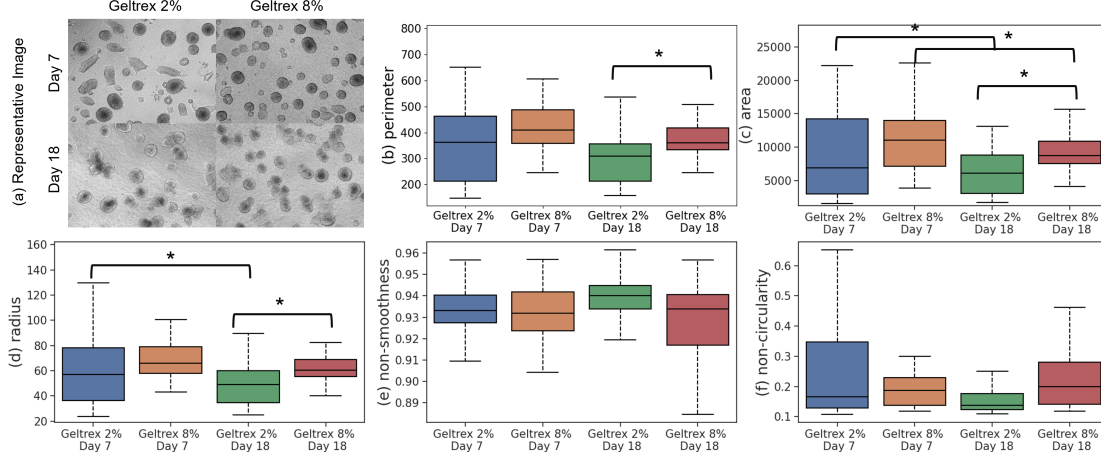 Geltrex 2%
Geltrex 8%
(a) Representative Image
Day 7
Day 18
(b) perimeter
800
700
600
500
400
300
200
*
Geltrex 2%
Day 7
Geltrex 8%
Day 7
Geltrex 2%
Day 18
Geltrex 8%
Day 18
(c) area
25000
20000
15000
10000
5000
*
*
*
Geltrex 2%
Day 7
Geltrex 8%
Day 7
Geltrex 2%
Day 18
Geltrex 8%
Day 18
(d) radius
160
140
120
100
80
60
40
20
*
*
Geltrex 2%
Day 7
Geltrex 8%
Day 7
Geltrex 2%
Day 18
Geltrex 8%
Day 18
(e) non-smoothness
0.96
0.95
0.94
0.93
0.92
0.91
0.90
0.89
Geltrex 2%
Day 7
Geltrex 8%
Day 7
Geltrex 2%
Day 18
Geltrex 8%
Day 18
(f) non-circularity
0.6
0.5
0.4
0.3
0.2
0.1
Geltrex 2%
Day 7
Geltrex 8%
Day 7
Geltrex 2%
Day 18
Geltrex 8%
Day 18